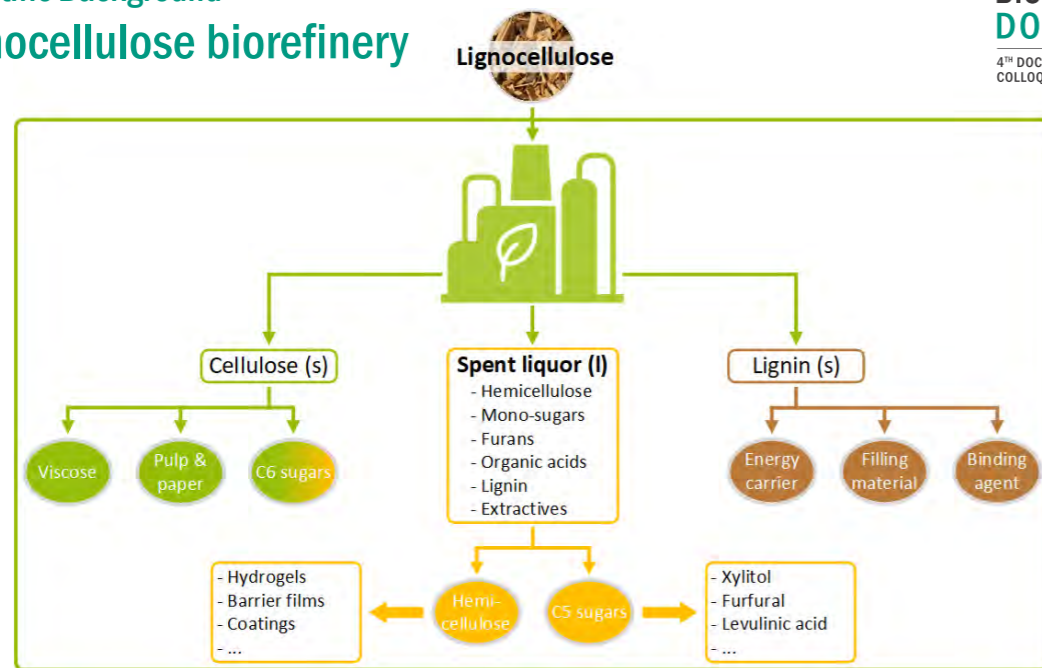 Background
nocellulose biorefinery
DO
4TH DOC
COLLOQ
Lignocellulose
Cellulose (s)
Viscose
Pulp &
paper
C6 sugars
Spent liquor (l)
- Hemicellulose
- Mono-sugars
- Furans
- Organic acids
- Lignin
- Extractives
Lignin (s)
Energy
carrier
Filling
material
Binding
agent
- Hydrogels
- Barrier films
- Coatings
- ...
Hemi-
cellulose
C5 sugars
- Xylitol
- Furfural
- Levulinic acid
- ...